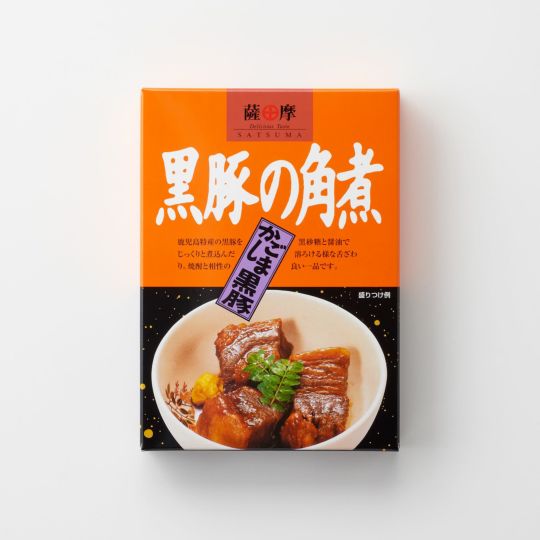 薩摩
Delicious Taste
SATSUMA
黒豚の角煮
鹿児島特産の黒豚を
じっくりと煮込んだ
り。焼酎と相性の
黒砂糖と醤油で
溶ろける様な舌ざわ
良い一品です。
かごしま黒豚
盛りつけ例